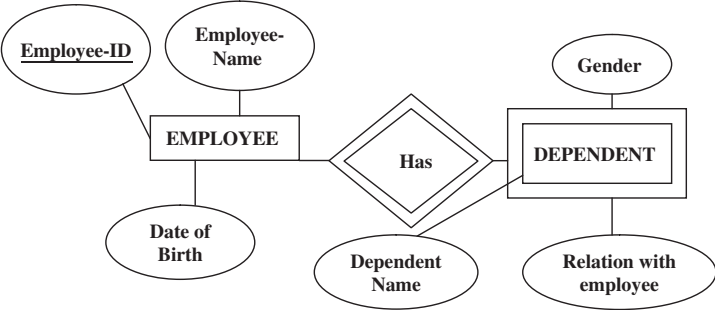 Employee-ID
Employee-
Name
Gender
EMPLOYEE
Has
DEPENDENT
Date of
Birth
Dependent
Name
Relation with
employee